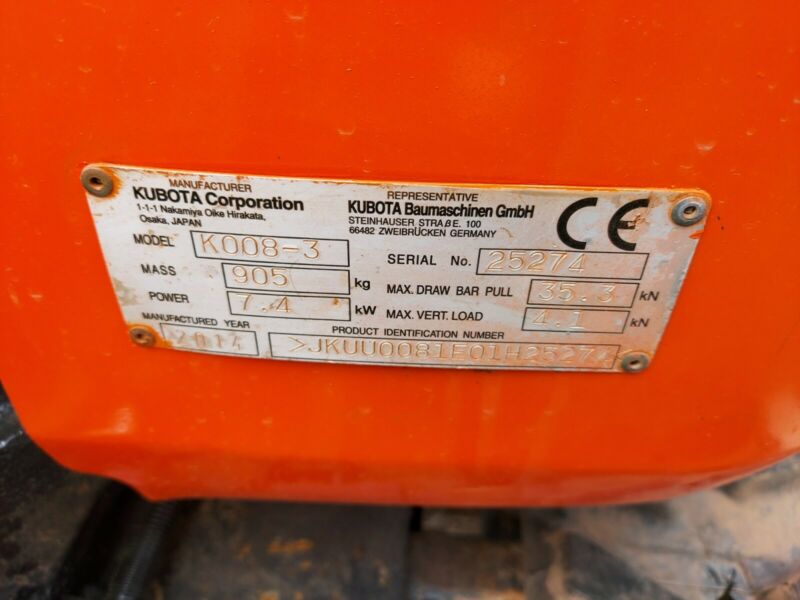 MANUFACTURER
KUBOTA Corporation
1-1-1 Nakamiya Oike Hirakata,
Osaka, JAPAN
REPRESENTATIVE
KUBOTA Baumaschinen GmbH
STEINHAUSER STRAβE. 100
66482 ZWEIBRÜCKEN GERMANY
CE
MODEL K008-3
SERIAL No. 25274
MASS 905 kg
MAX. DRAW BAR PULL 35.3 kN
POWER 7.4 kW
MAX. VERT. LOAD 4.1 kN
MANUFACTURED YEAR
2017
PRODUCT IDENTIFICATION NUMBER
>JKUU0081E01H25274